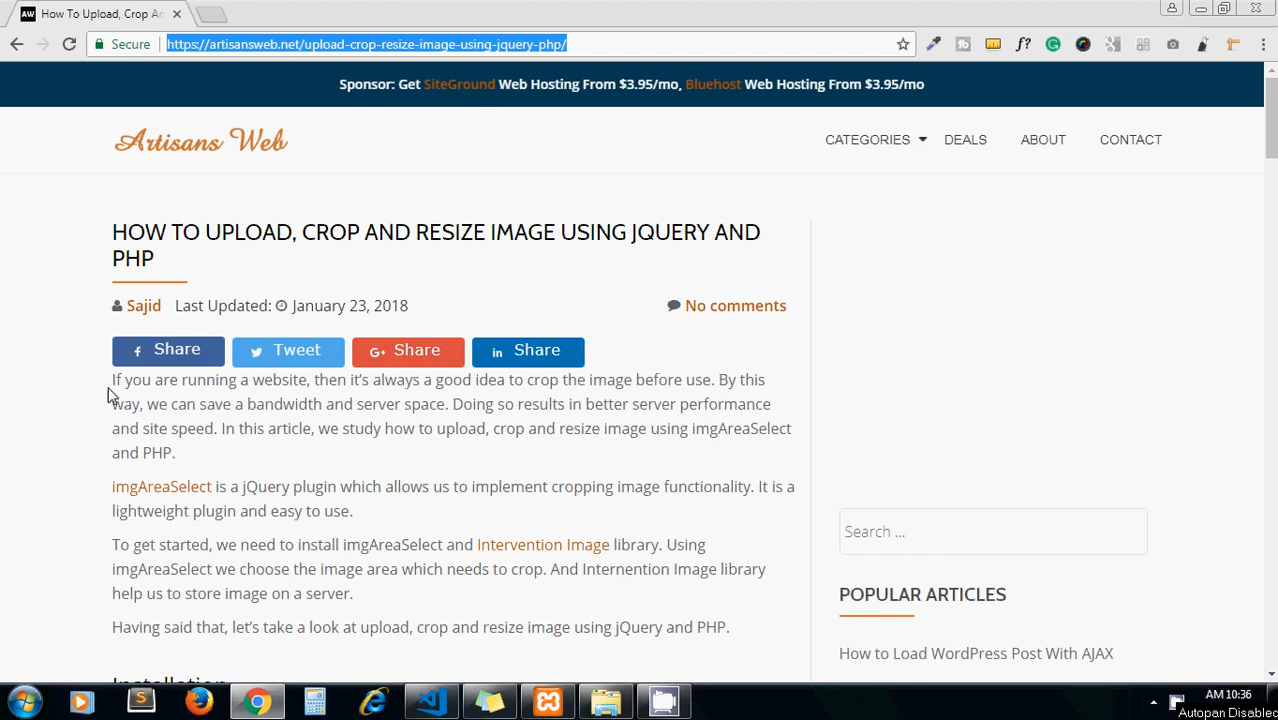 How To Upload, Crop An
Secure
https://artisansweb.net/upload-crop-resize-image-using-jquery-php/
Sponsor: Get SiteGround Web Hosting From $3.95/mo, Bluehost Web Hosting From $3.95/mo
Artisans Web
CATEGORIES
DEALS
ABOUT
CONTACT
HOW TO UPLOAD, CROP AND RESIZE IMAGE USING JQUERY AND
PHP
Sajid
Last Updated:
January 23, 2018
No comments
Share
Tweet
Share
Share
If you are running a website, then it's always a good idea to crop the image before use. By this
way, we can save a bandwidth and server space. Doing so results in better server performance
and site speed. In this article, we study how to upload, crop and resize image using imgAreaSelect
and PHP.
imgAreaSelect is a jQuery plugin which allows us to implement cropping image functionality. It is a
lightweight plugin and easy to use.
To get started, we need to install imgAreaSelect and Intervention Image library. Using
imgAreaSelect we choose the image area which needs to crop. And Internention Image library
help us to store image on a server.
Having said that, let's take a look at upload, crop and resize image using jQuery and PHP.
Installation
Search ...
POPULAR ARTICLES
How to Load WordPress Post With AJAX
AM 10:36
Autopan Disabled